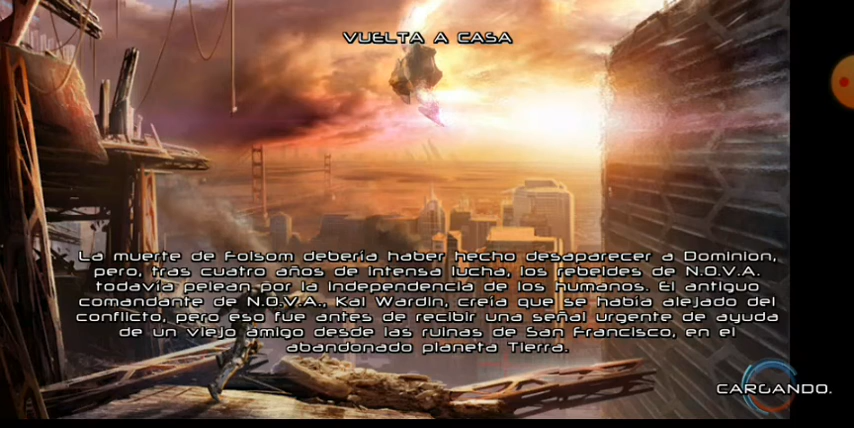 VUELTA A CASA
La muerte de Folsom debería haber hecho desaparecer a Dominion,
pero, tras cuatro años de intensa lucha, los rebeldes de N.O.V.A.
todavía pelean por la independencia de los humanos. El antiguo
comandante de N.O.V.A., Kal Wardin, creía que se había alejado del
conflicto, pero eso fue antes de recibir una señal urgente de ayuda
de un viejo amigo desde las ruinas de San Francisco, en el
abandonado planeta Tierra.
CARGANDO.